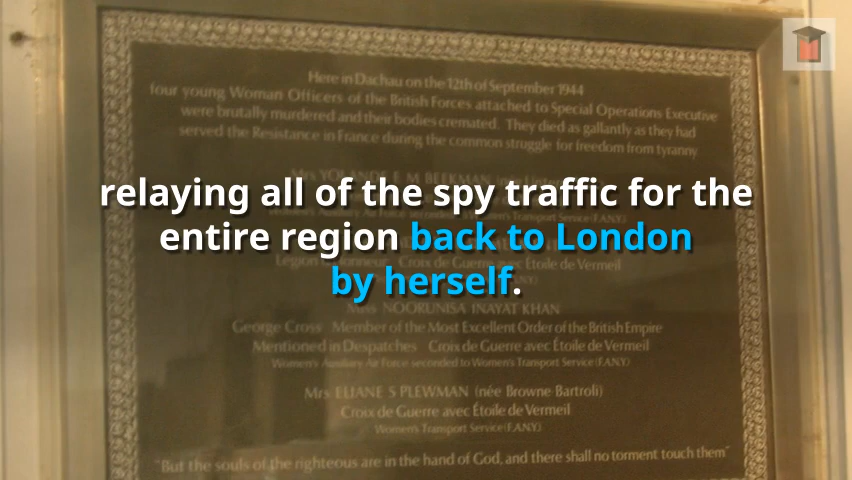 Here in Dachau on the 12th of September 1944
four young Woman Officers of the British Forces attached to Special Operations Executive
were brutally murdered and their bodies cremated. They died as gallantly as they had
served the Resistance in France during the common struggle for freedom from tyranny
relaying all of the spy traffic for the
entire region back to London
by herself.
Légion Croix de Guerre avec Étoile de Vermeil
NOORUNISA INAYAT KHAN
George Cross Member of the Most Excellent Order of the British Empire
Mentioned in Despatches Croix de Guerre avec Étoile de Vermeil
Women's Auxiliary Air Force seconded to Women's Transport Service (F.A.N.Y.)
Mrs ELIANE S PLEWMAN (née Browne-Bartroli)
Croix de Guerre avec Étoile de Vermeil
Women's Transport Service (F.A.N.Y.)
"But the souls of the righteous are in the hand of God, and there shall no torment touch them"